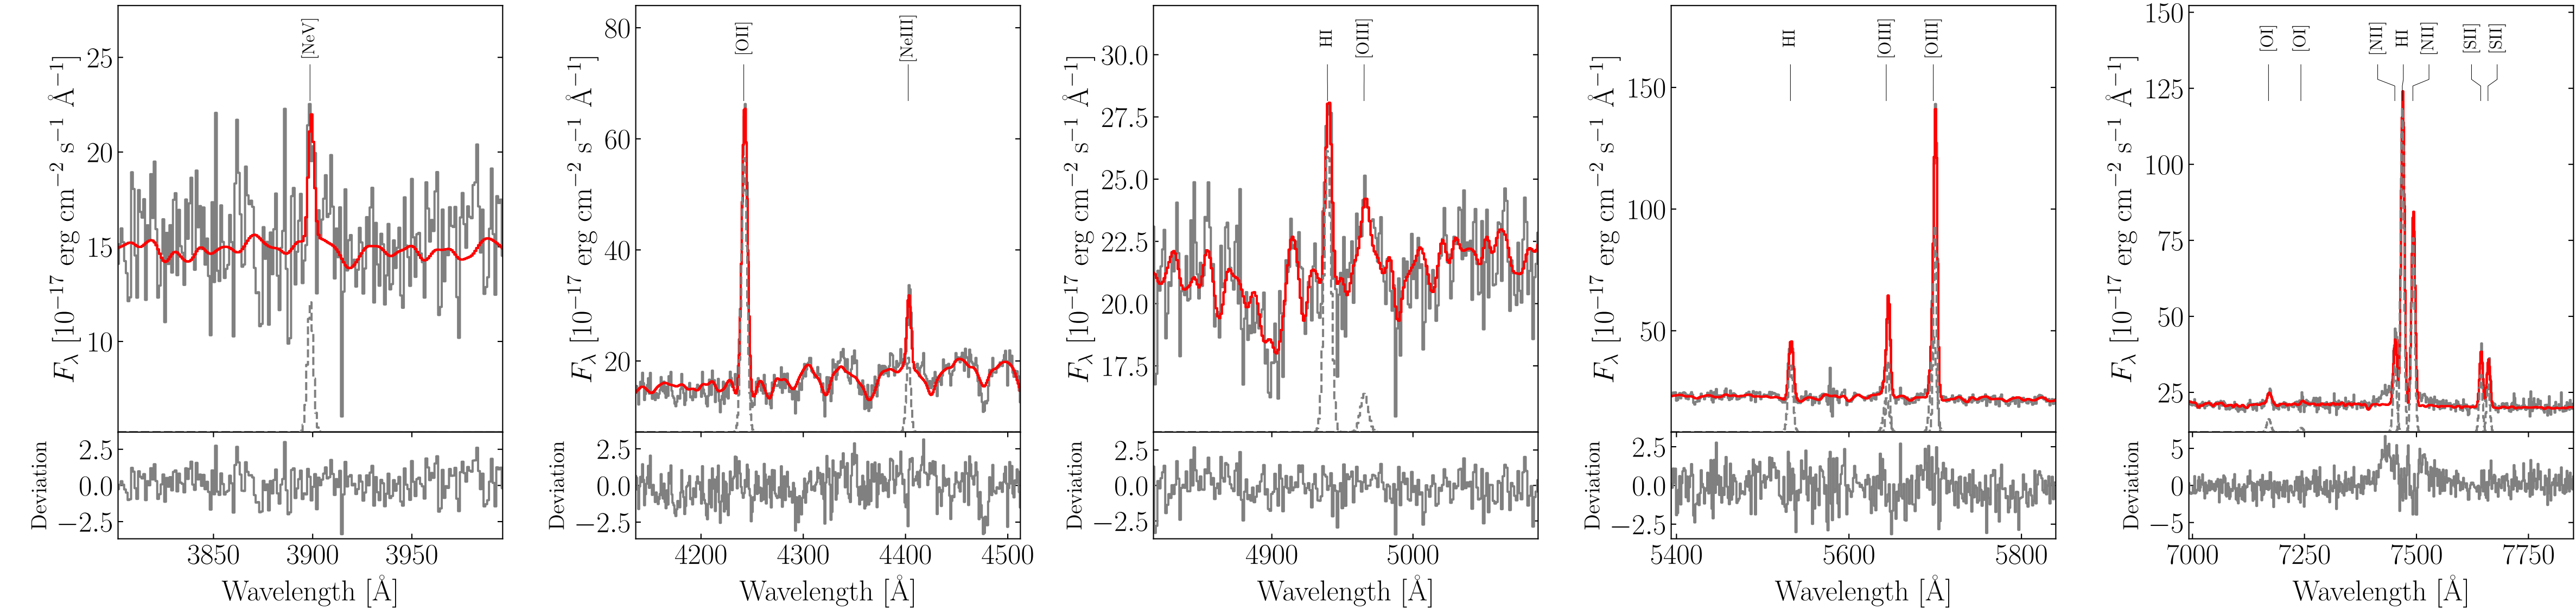 [NeV]
25
20
15
10
F_λ [10^−17 erg cm^−2 s^−1 Å^−1]
2.5
0.0
−2.5
Deviation
3850 3900 3950
Wavelength [Å]
[OII]
[NeIII]
80
60
40
20
F_λ [10^−17 erg cm^−2 s^−1 Å^−1]
2.5
0.0
−2.5
Deviation
4200 4300 4400 4500
Wavelength [Å]
HI
[OIII]
30.0
27.5
25.0
22.5
20.0
17.5
F_λ [10^−17 erg cm^−2 s^−1 Å^−1]
2.5
0.0
−2.5
Deviation
4900 5000
Wavelength [Å]
HI
[OIII]
[OIII]
150
100
50
F_λ [10^−17 erg cm^−2 s^−1 Å^−1]
2.5
0.0
−2.5
Deviation
5400 5600 5800
Wavelength [Å]
[OI]
[OI]
[NII]
HI
[NII]
[SII]
[SII]
150
125
100
75
50
25
F_λ [10^−17 erg cm^−2 s^−1 Å^−1]
5
0
−5
Deviation
7000 7250 7500 7750
Wavelength [Å]